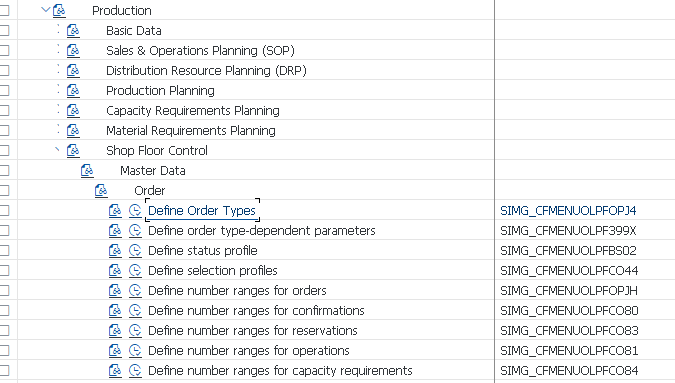 Production
Basic Data
Sales & Operations Planning (SOP)
Distribution Resource Planning (DRP)
Production Planning
Capacity Requirements Planning
Material Requirements Planning
Shop Floor Control
Master Data
Order
Define Order Types SIMG_CFMENUOLPFOPJ4
Define order type-dependent parameters SIMG_CFMENUOLPF399X
Define status profile SIMG_CFMENUOLPFBS02
Define selection profiles SIMG_CFMENUOLPFCO44
Define number ranges for orders SIMG_CFMENUOLPFOPJH
Define number ranges for confirmations SIMG_CFMENUOLPFCO80
Define number ranges for reservations SIMG_CFMENUOLPFCO83
Define number ranges for operations SIMG_CFMENUOLPFCO81
Define number ranges for capacity requirements SIMG_CFMENUOLPFCO84